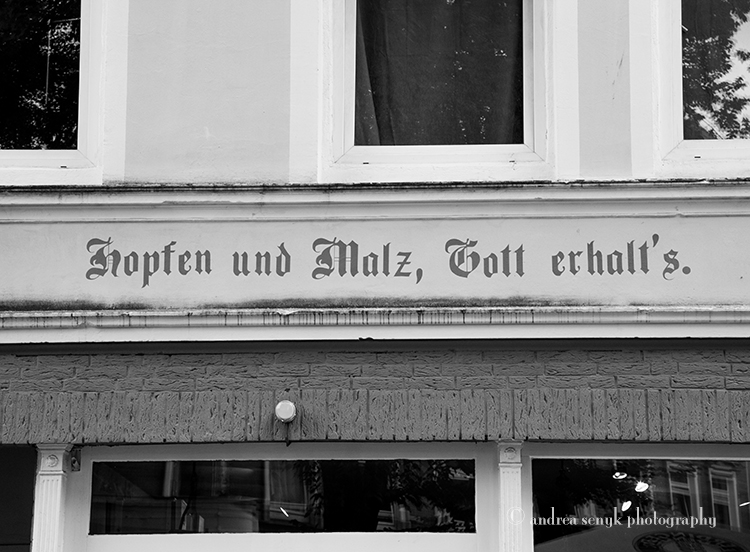 Hopfen und Malz, Gott erhalt's.
© andrea senyk photography